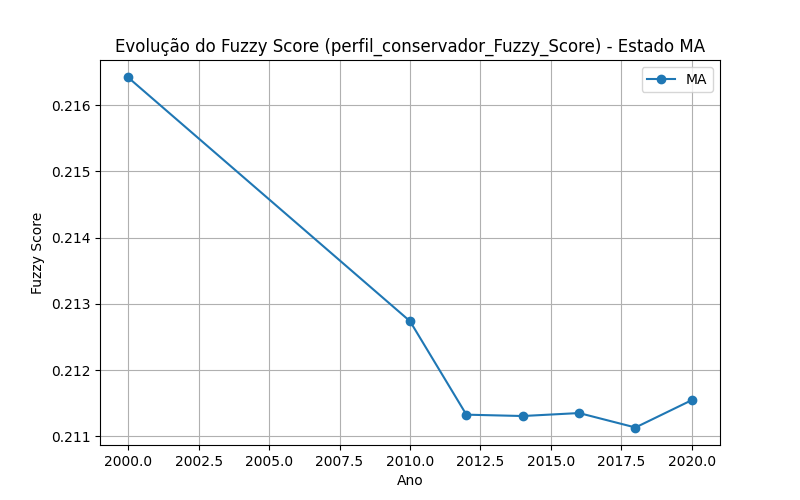 Evolução do Fuzzy Score (perfil_conservador_Fuzzy_Score) - Estado MA
MA
0.216
0.215
0.214
0.213
0.212
0.211
Fuzzy Score
2000.0 2002.5 2005.0 2007.5 2010.0 2012.5 2015.0 2017.5 2020.0
Ano